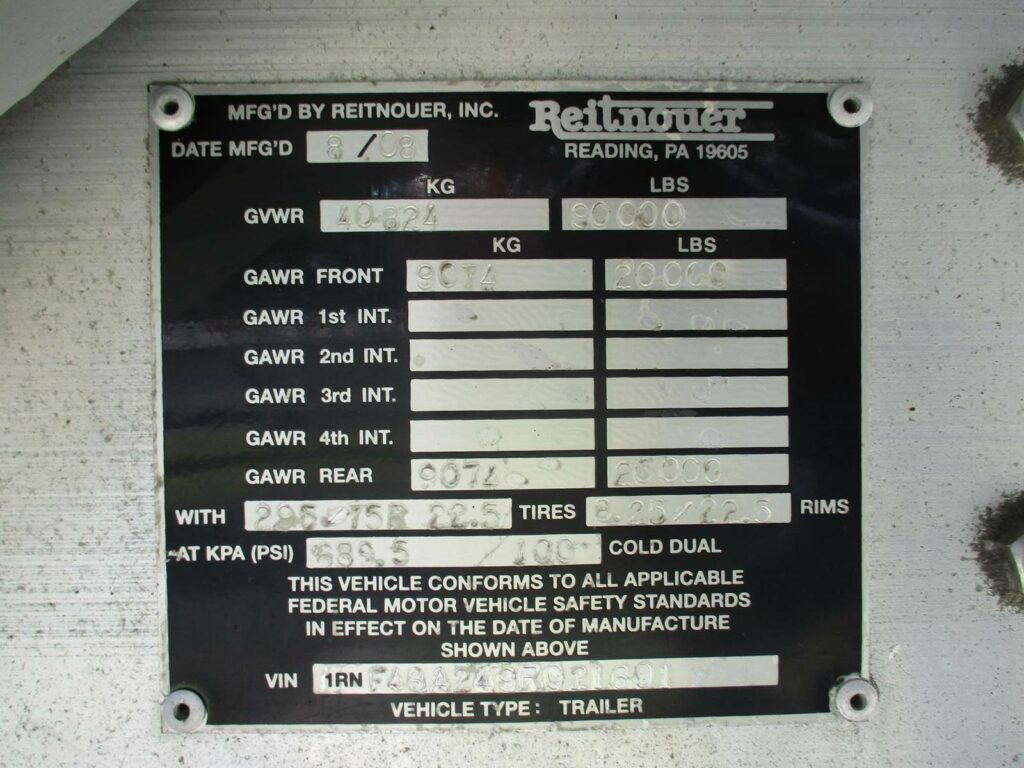 MFG'D BY REITNOUER, INC. Reitnouer
DATE MFG'D 8/08 READING, PA 19605
KG LBS
GVWR 40824 90000
KG LBS
GAWR FRONT 9074 20000
GAWR 1st INT.
GAWR 2nd INT.
GAWR 3rd INT.
GAWR 4th INT.
GAWR REAR 9074 20000
WITH 295-75R 22.5 TIRES 8.25/22.5 RIMS
AT KPA (PSI) 689.5 /100 COLD DUAL
THIS VEHICLE CONFORMS TO ALL APPLICABLE
FEDERAL MOTOR VEHICLE SAFETY STANDARDS
IN EFFECT ON THE DATE OF MANUFACTURE
SHOWN ABOVE
VIN 1RN
VEHICLE TYPE: TRAILER